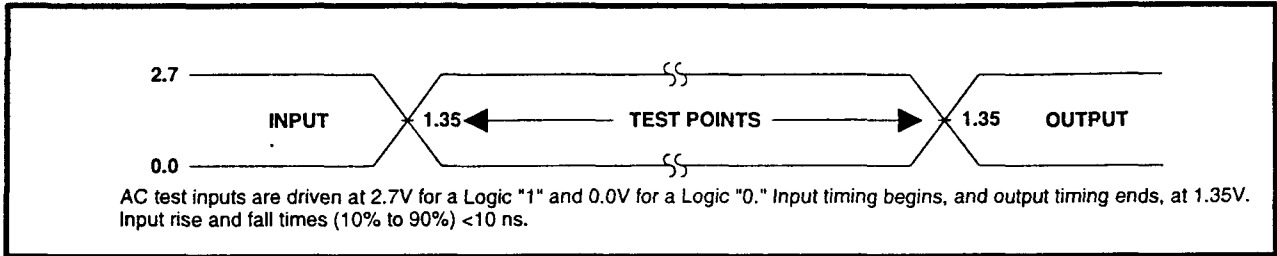 2.7
INPUT 1.35 TEST POINTS 1.35 OUTPUT
0.0
AC test inputs are driven at 2.7V for a Logic "1" and 0.0V for a Logic "0." Input timing begins, and output timing ends, at 1.35V.
Input rise and fall times (10% to 90%) <10 ns.